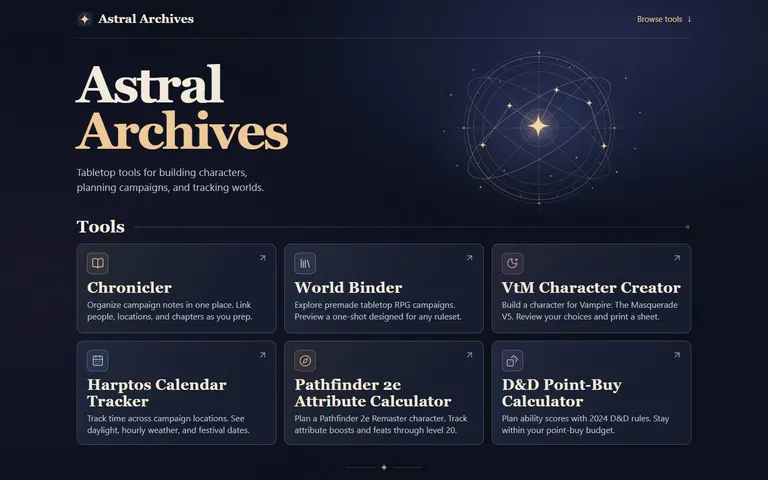 Astral Archives
Browse tools ↓
Astral
Archives
Tabletop tools for building characters,
planning campaigns, and tracking worlds.
Tools
Chronicler
Organize campaign notes in one place. Link
people, locations, and chapters as you prep.
World Binder
Explore premade tabletop RPG campaigns.
Preview a one-shot designed for any ruleset.
VtM Character Creator
Build a character for Vampire: The Masquerade
V5. Review your choices and print a sheet.
Harptos Calendar
Tracker
Track time across campaign locations. See
daylight, hourly weather, and festival dates.
Pathfinder 2e
Attribute Calculator
Plan a Pathfinder 2e Remaster character. Track
attribute boosts and feats through level 20.
D&D Point-Buy
Calculator
Plan ability scores with 2024 D&D rules. Stay
within your point-buy budget.